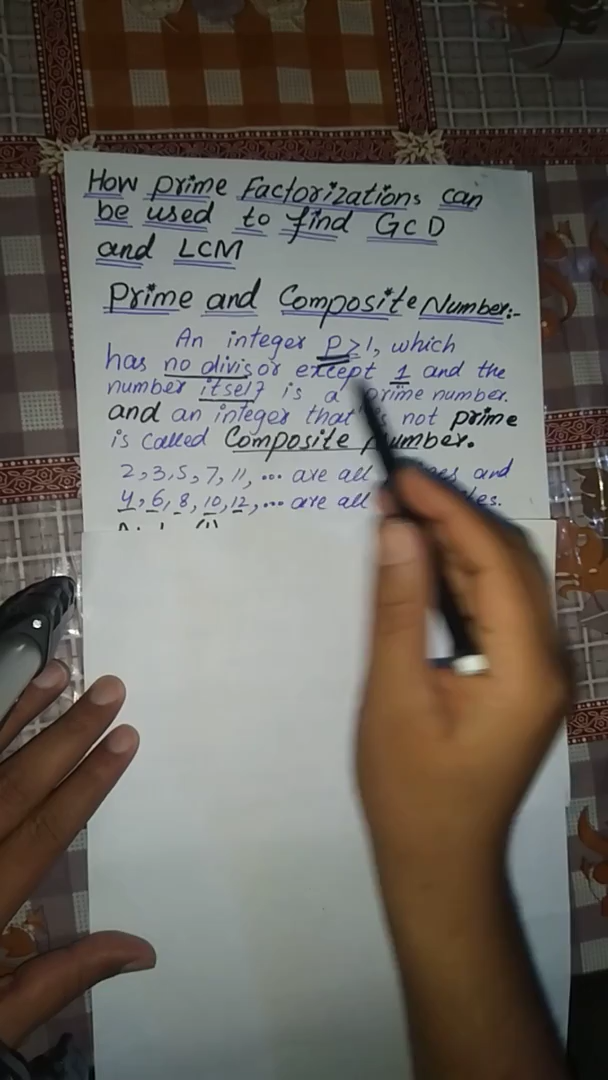 How prime Factorizations can
be used to find GCD
and LCM
Prime and Composite Number:-
An integer P≥1, which
has no divisor except 1 and the
number itself is a prime number.
and an integer that is not prime
is called Composite Number.
2, 3, 5, 7, 11, ... are all and
4, 6, 8, 10, 12, ... are all